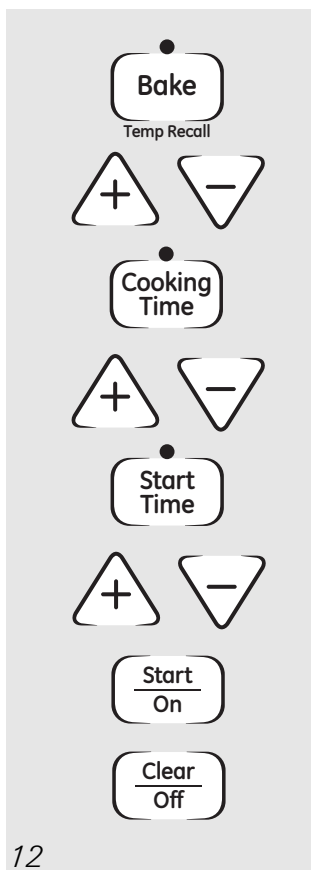 Bake
Temp Recall
+ −
Cooking
Time
+ −
Start
Time
+ −
Start
On
Clear
Off
12